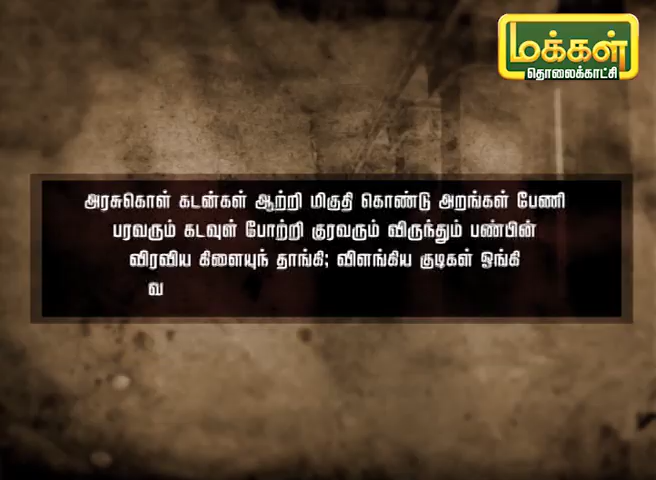 மக்கள்
தொலைக்காட்சி
அரசுகொள் கடன்கள் ஆற்றி மிகுதி கொண்டு அறங்கள் பேணி
பரவரும் கடவுள் போற்றி குரவரும் விருந்தும் பண்பின்
விரவிய கிளையுந் தாங்கி; விளங்கிய குடிகள் ஓங்கி
வ